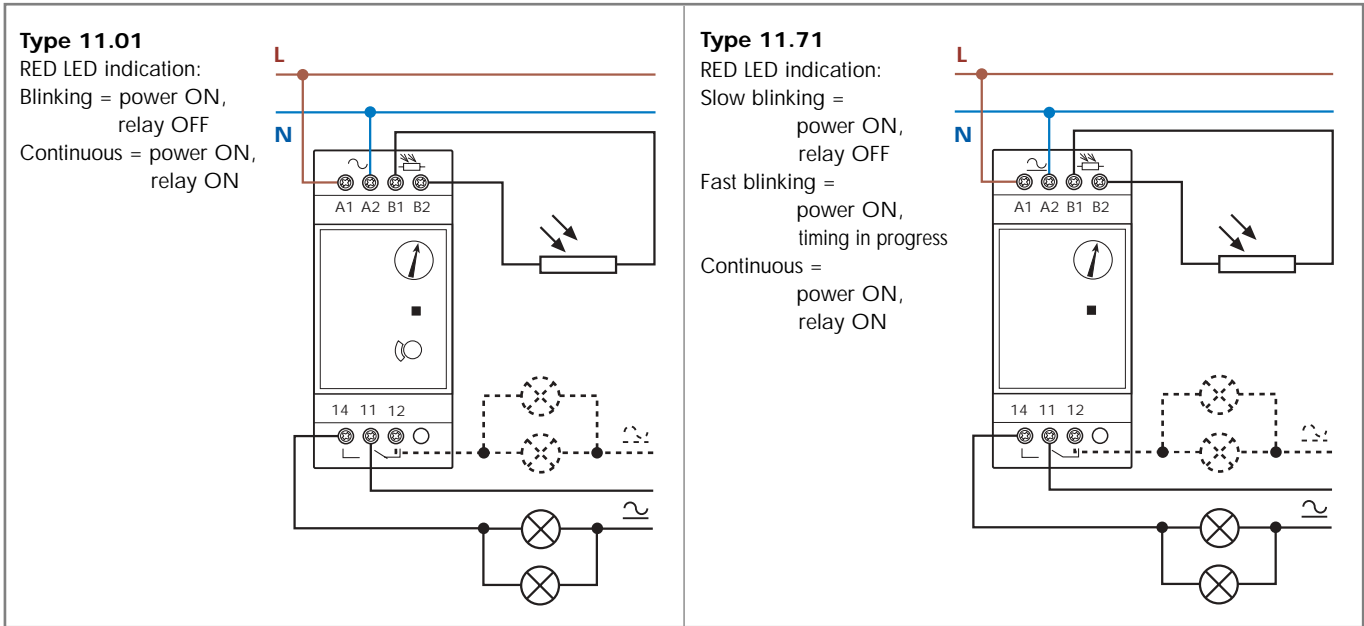 Type 11.01
RED LED indication:
Blinking = power ON,
relay OFF
Continuous = power ON,
relay ON
L
N
A1 A2 B1 B2
14 11 12
Type 11.71
RED LED indication:
Slow blinking =
power ON,
relay OFF
Fast blinking =
power ON,
timing in progress
Continuous =
power ON,
relay ON
L
N
A1 A2 B1 B2
14 11 12